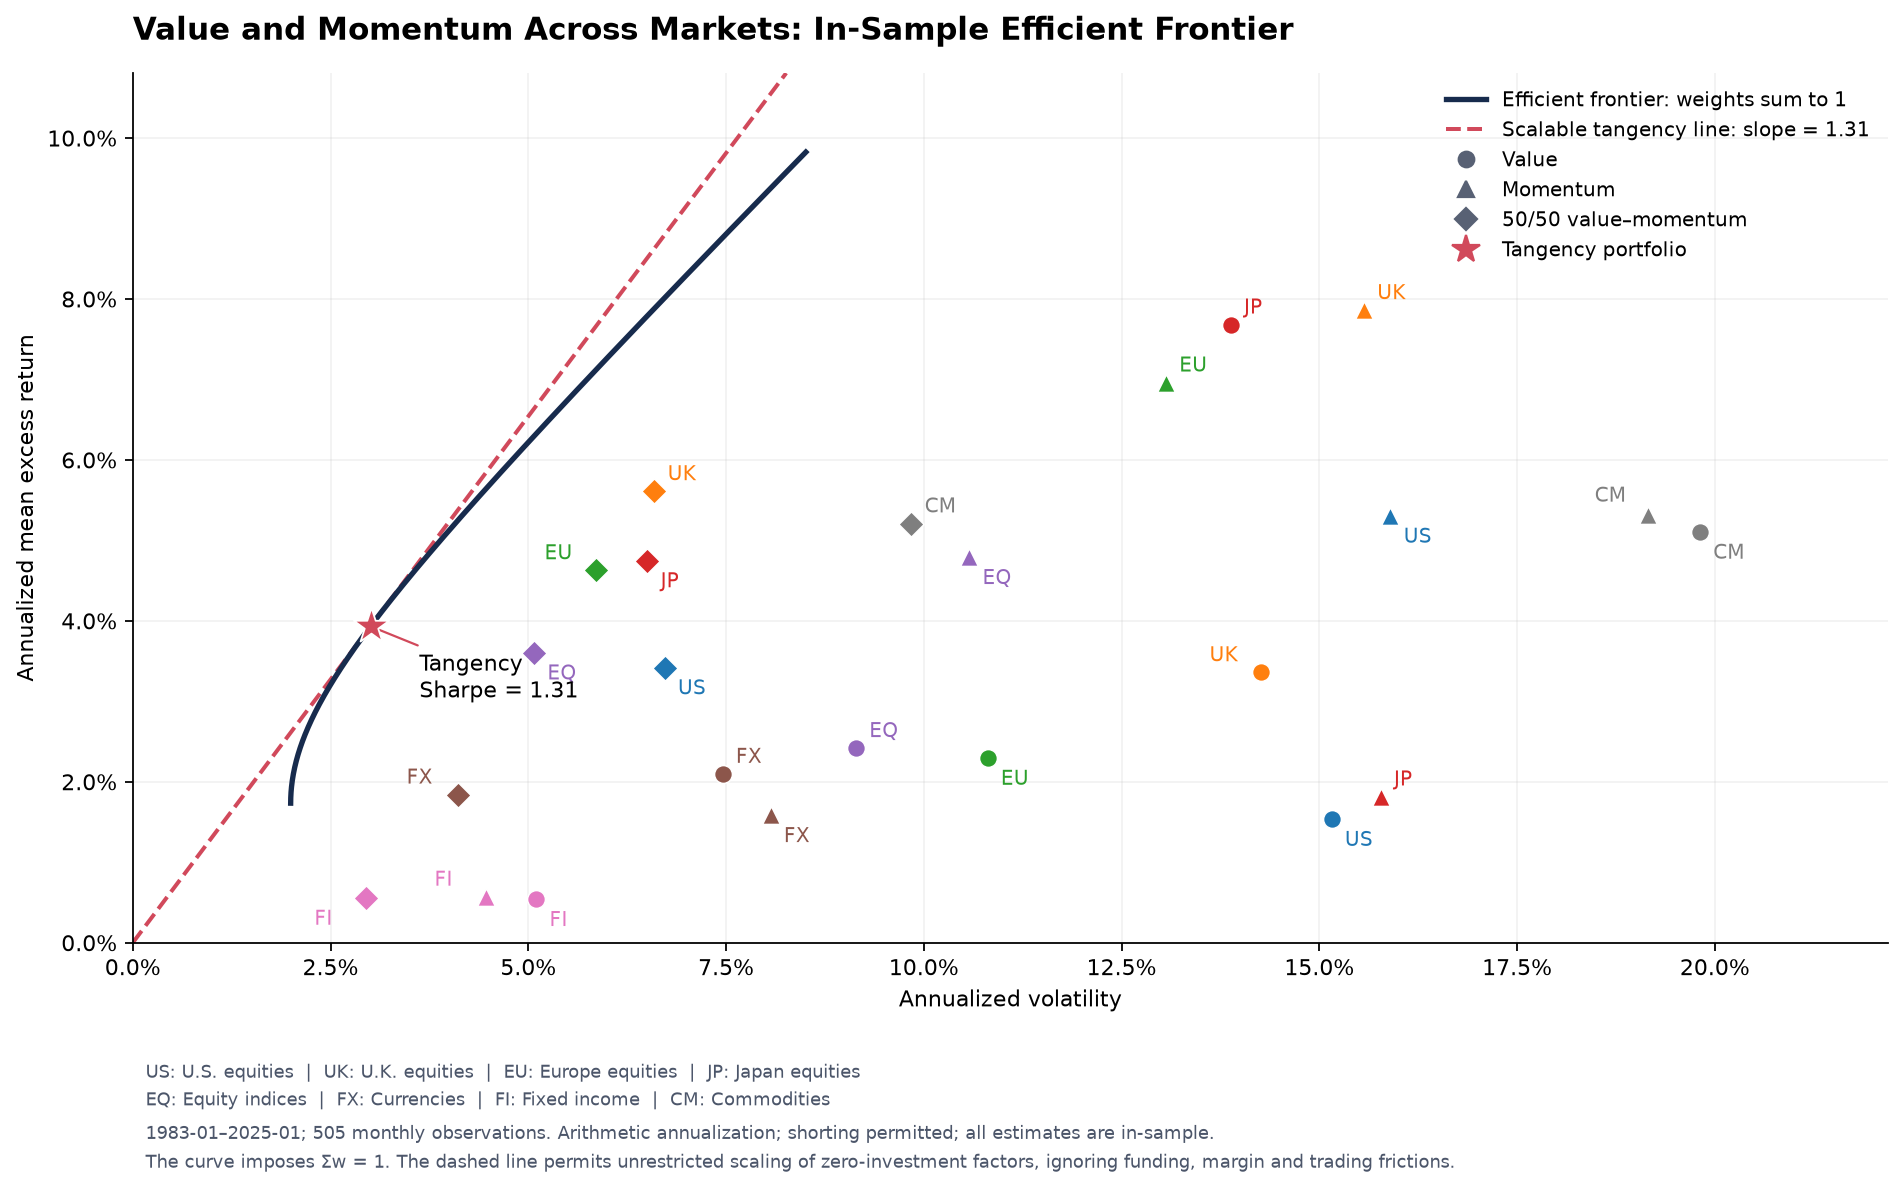 Value and Momentum Across Markets: In-Sample Efficient Frontier
Efficient frontier: weights sum to 1
Scalable tangency line: slope = 1.31
Value
Momentum
50/50 value–momentum
Tangency portfolio
Annualized mean excess return
10.0%
8.0%
6.0%
4.0%
2.0%
0.0%
UK
JP
EU
UK
CM
CM
US
CM
EU
JP
EQ
Tangency
Sharpe = 1.31
EQ
US
UK
EQ
FX
FX
EU
JP
FX
US
FI
FI
FI
0.0%
2.5%
5.0%
7.5%
10.0%
12.5%
15.0%
17.5%
20.0%
Annualized volatility
US: U.S. equities | UK: U.K. equities | EU: Europe equities | JP: Japan equities
EQ: Equity indices | FX: Currencies | FI: Fixed income | CM: Commodities
1983-01–2025-01; 505 monthly observations. Arithmetic annualization; shorting permitted; all estimates are in-sample.
The curve imposes Σw = 1. The dashed line permits unrestricted scaling of zero-investment factors, ignoring funding, margin and trading frictions.